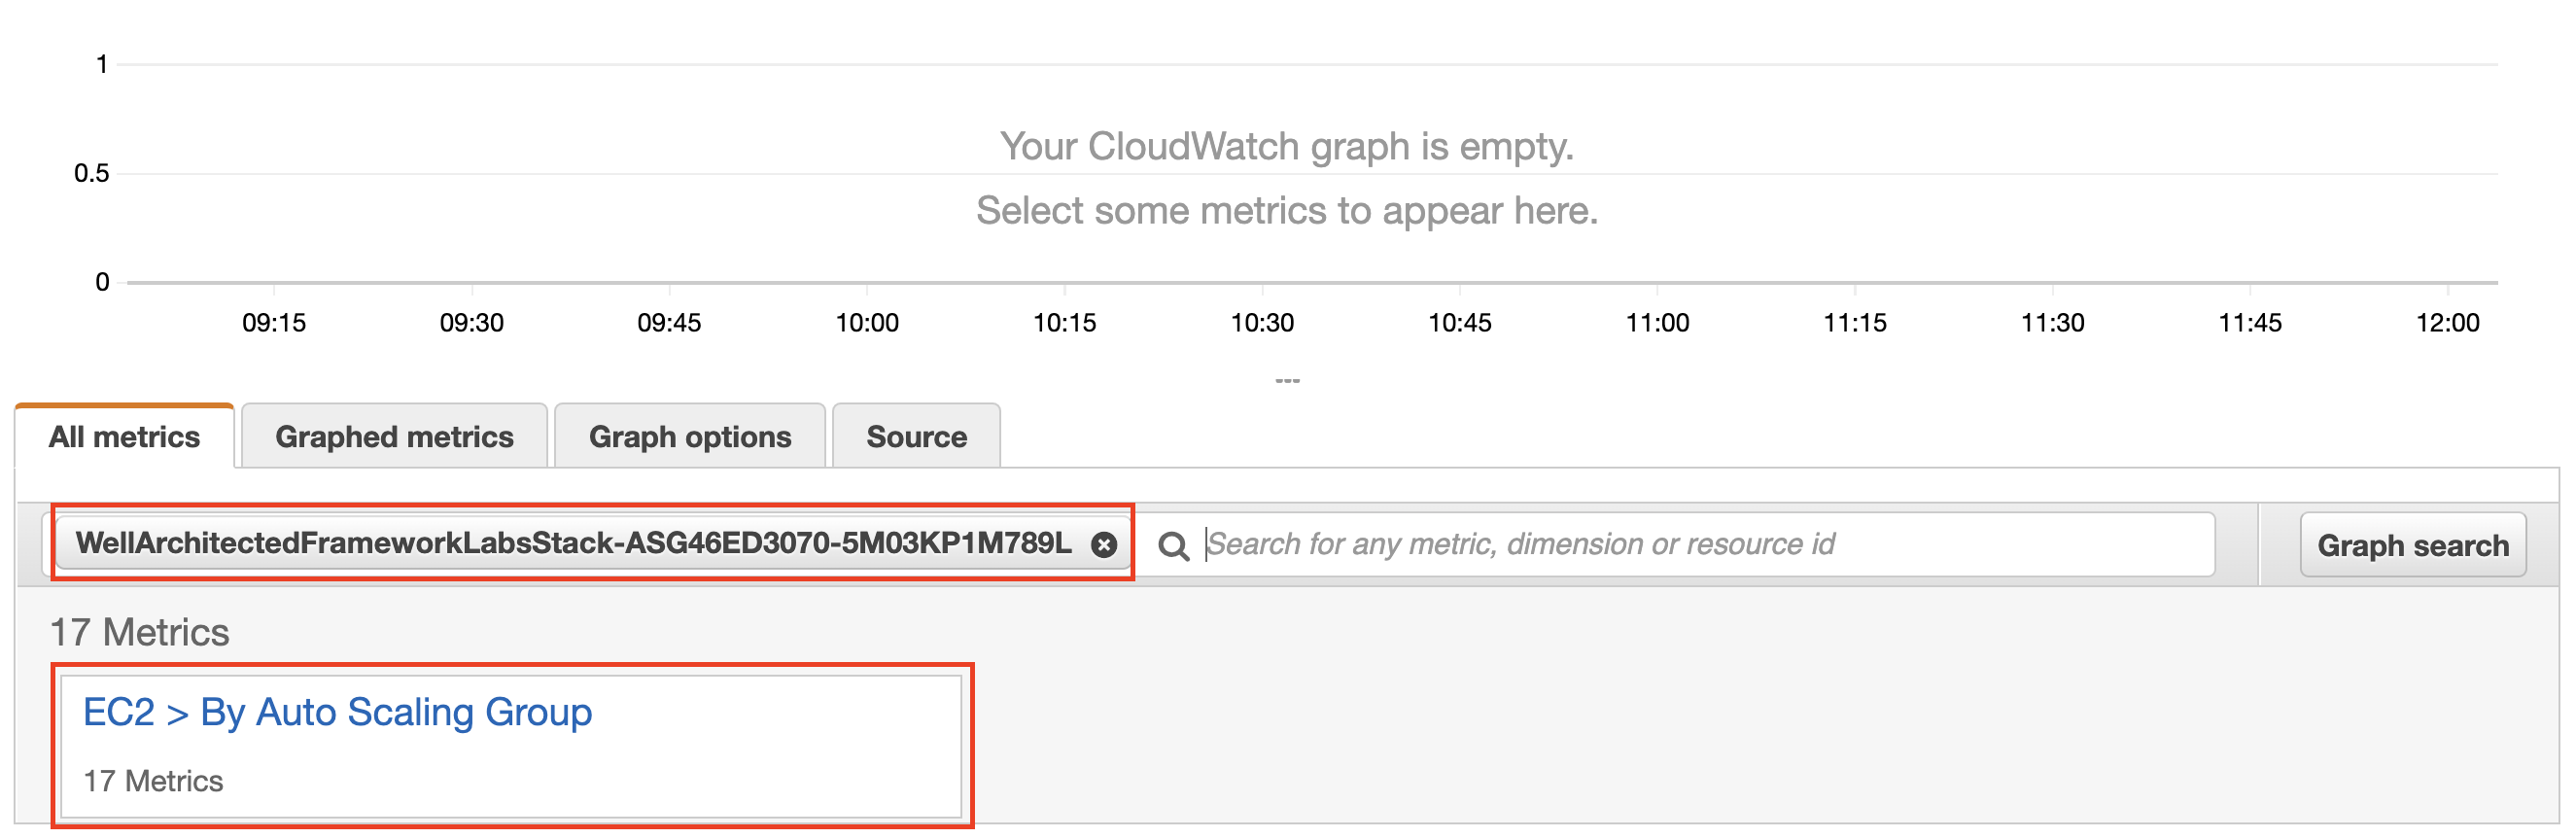 1
Your CloudWatch graph is empty.
0.5
Select some metrics to appear here.
0
09:15 09:30 09:45 10:00 10:15 10:30 10:45 11:00 11:15 11:30 11:45 12:00
All metrics Graphed metrics Graph options Source
WellArchitectedFrameworkLabsStack-ASG46ED3070-5M03KP1M789L Search for any metric, dimension or resource id Graph search
17 Metrics
EC2 > By Auto Scaling Group
17 Metrics